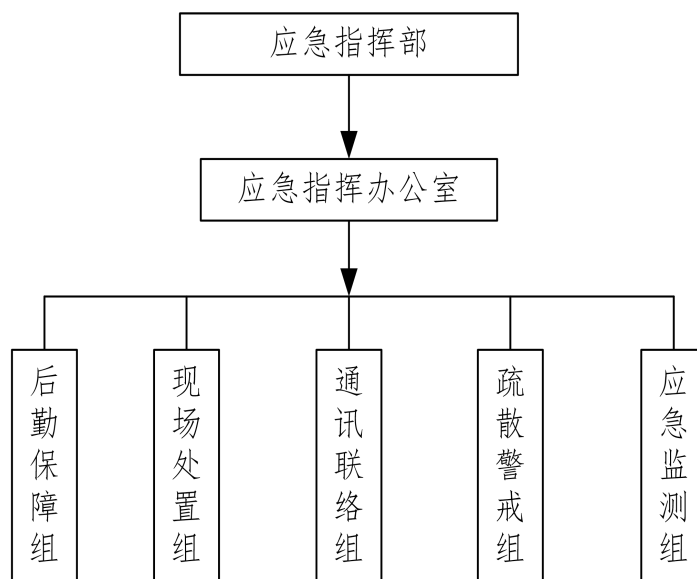 应急指挥部
应急指挥办公室
后勤保障组
现场处置组
通讯联络组
疏散警戒组
应急监测组